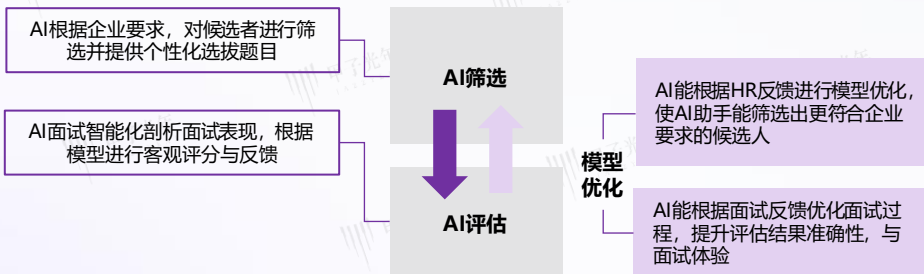 AI根据企业要求，对候选者进行筛
选并提供个性化选拔题目
AI面试智能化剖析面试表现，根据
模型进行客观评分与反馈
AI筛选
AI评估
模型
优化
AI能根据HR反馈进行模型优化，
使AI助手能筛选出更符合企业
要求的候选人
AI能根据面试反馈优化面试过
程，提升评估结果准确性，与
面试体验